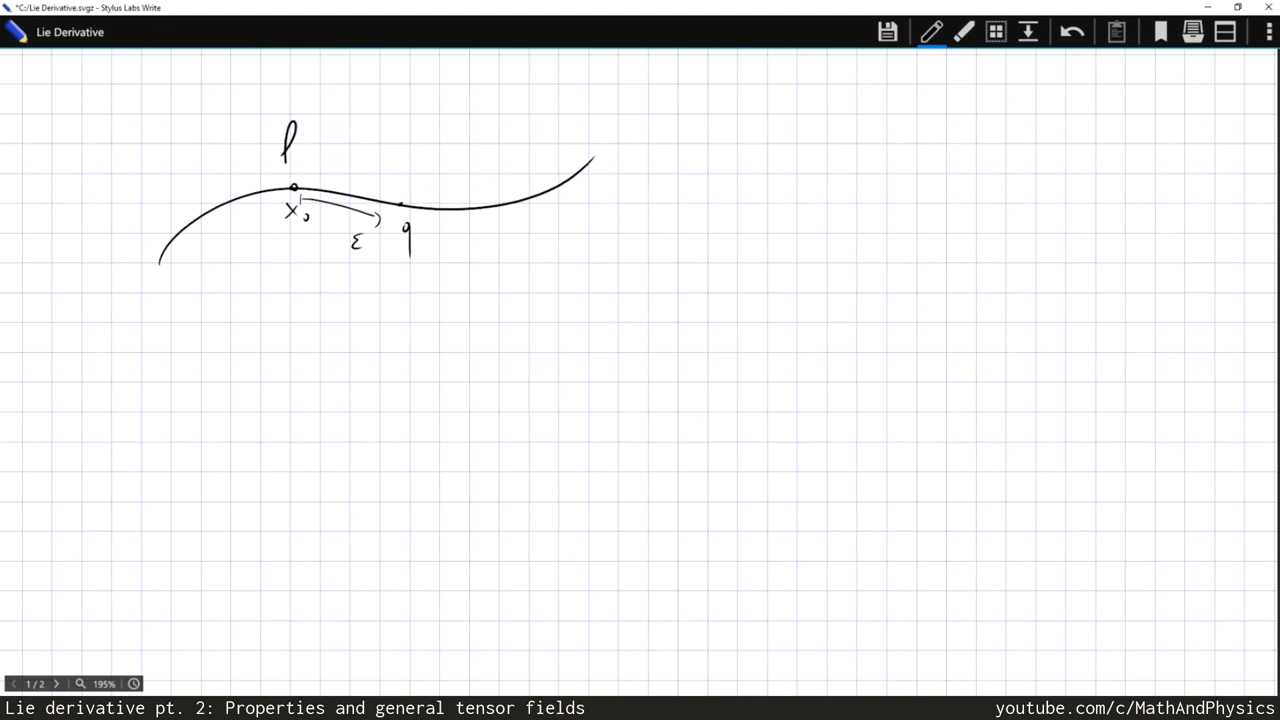 *C:/Lie Derivative.svgz - Stylus Labs Write
Lie Derivative
p
x₀
ε
q
1 / 2
195%
Lie derivative pt. 2: Properties and general tensor fields
youtube.com/c/MathAndPhysics